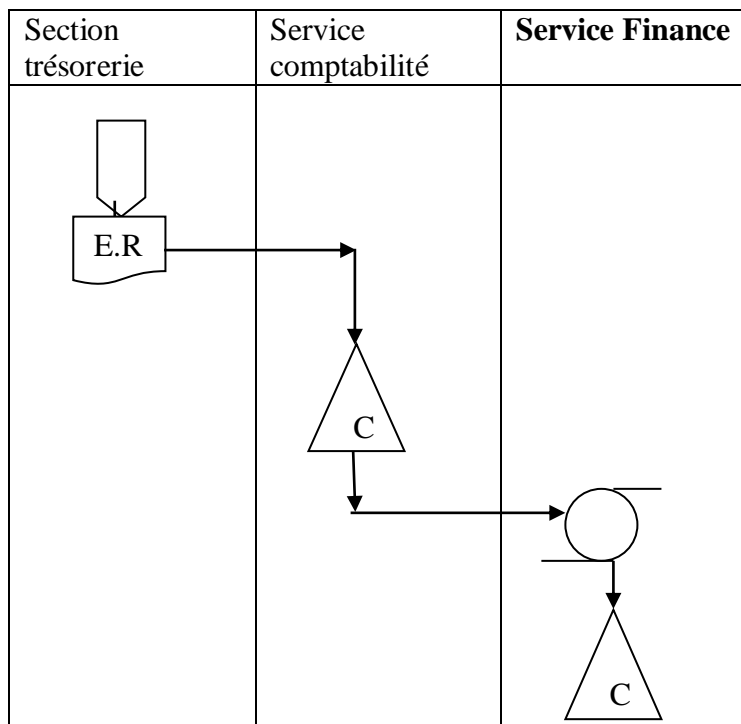 Section
trésorerie
Service
comptabilité
Service Finance
E.R
C
C